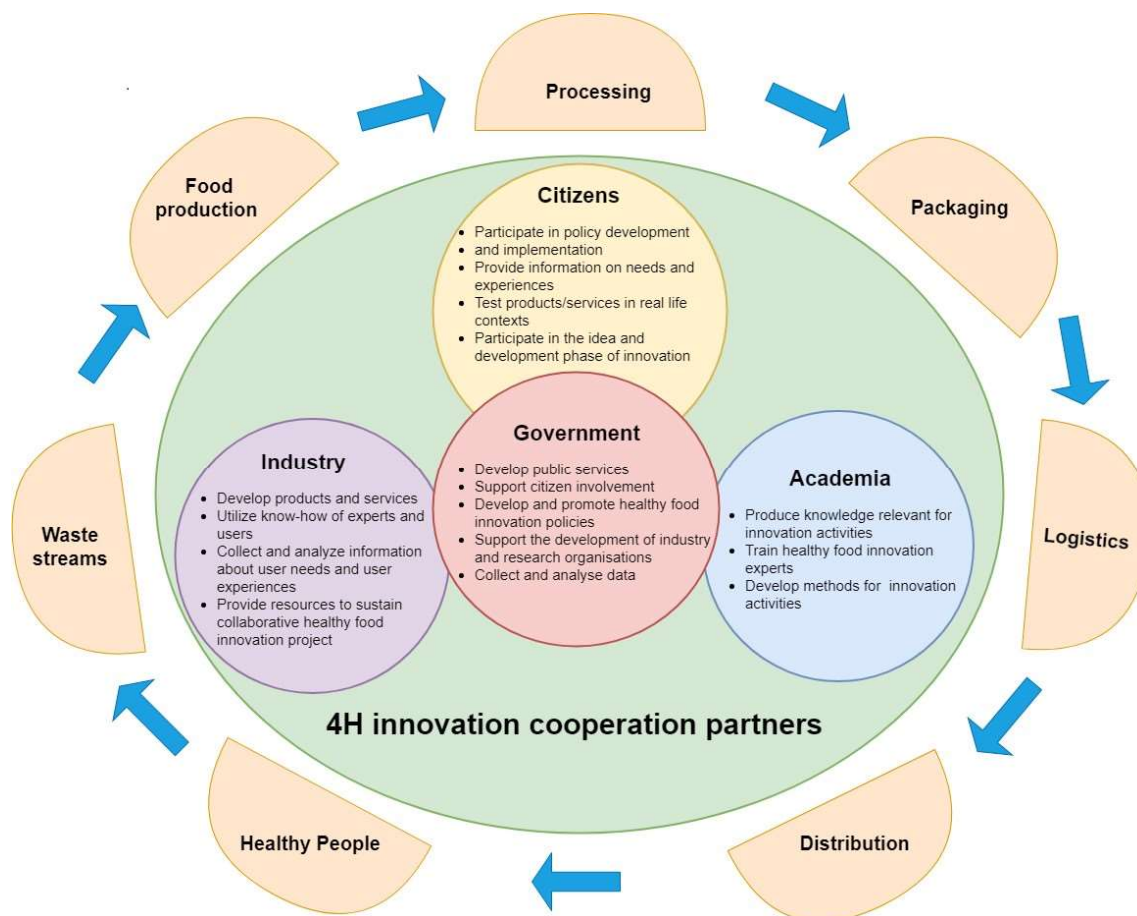 Processing
Food
production
Packaging
Citizens
• Participate in policy development
• and implementation
• Provide information on needs and
experiences
• Test products/services in real life
contexts
• Participate in the idea and
development phase of innovation
Government
• Develop public services
• Support citizen involvement
• Develop and promote healthy food
innovation policies
• Support the development of industry
and research organisations
• Collect and analyse data
Industry
• Develop products and services
• Utilize know-how of experts and
users
• Collect and analyze information
about user needs and user
experiences
• Provide resources to sustain
collaborative healthy food
innovation project
Academia
• Produce knowledge relevant for
innovation activities
• Train healthy food innovation
experts
• Develop methods for innovation
activities
Waste
streams
Logistics
4H innovation cooperation partners
Healthy People
Distribution